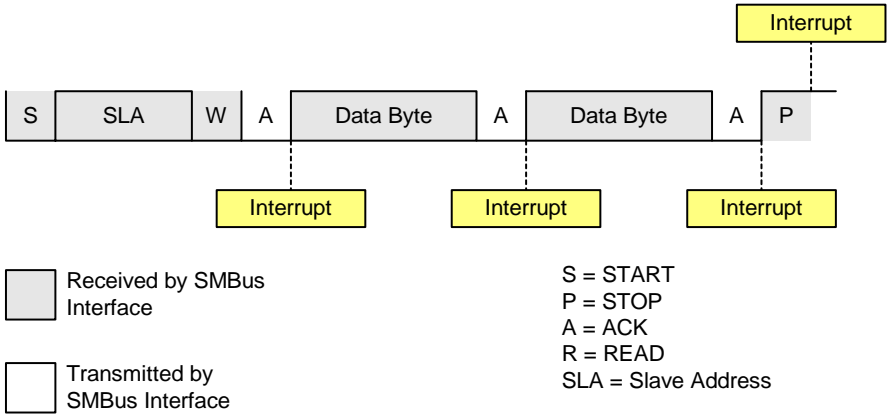 Interrupt
S SLA W A Data Byte A Data Byte A P
Interrupt Interrupt Interrupt
Received by SMBus
Interface
Transmitted by
SMBus Interface
S = START
P = STOP
A = ACK
R = READ
SLA = Slave Address